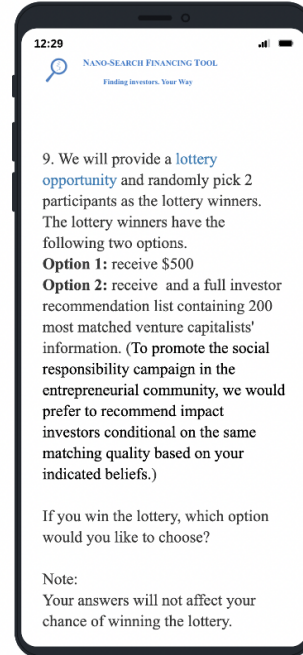 12:29
NANO-SEARCH FINANCING TOOL
Finding investors. Your Way
9. We will provide a lottery
opportunity and randomly pick 2
participants as the lottery winners.
The lottery winners have the
following two options.
Option 1: receive $500
Option 2: receive  and a full investor
recommendation list containing 200
most matched venture capitalists'
information. (To promote the social
responsibility campaign in the
entrepreneurial community, we would
prefer to recommend impact
investors conditional on the same
matching quality based on your
indicated beliefs.)
If you win the lottery, which option
would you like to choose?
Note:
Your answers will not affect your
chance of winning the lottery.